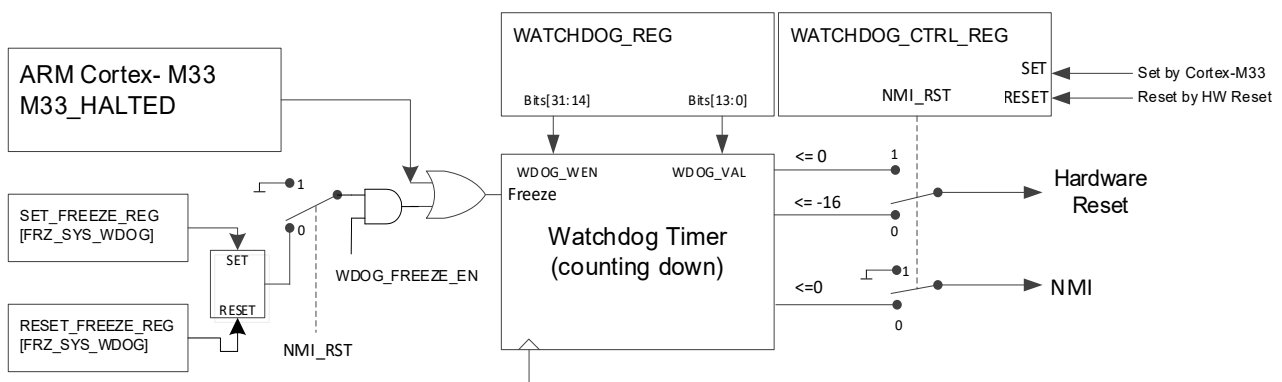 ARM Cortex- M33
M33_HALTED
WATCHDOG_REG
Bits[31:14]
Bits[13:0]
WATCHDOG_CTRL_REG
SET
RESET
NMI_RST
Set by Cortex-M33
Reset by HW Reset
SET_FREEZE_REG
[FRZ_SYS_WDOG]
RESET_FREEZE_REG
[FRZ_SYS_WDOG]
SET
RESET
1
0
NMI_RST
WDOG_FREEZE_EN
WDOG_WEN
WDOG_VAL
Freeze
Watchdog Timer
(counting down)
<= 0
<= -16
<=0
1
0
1
0
Hardware
Reset
NMI